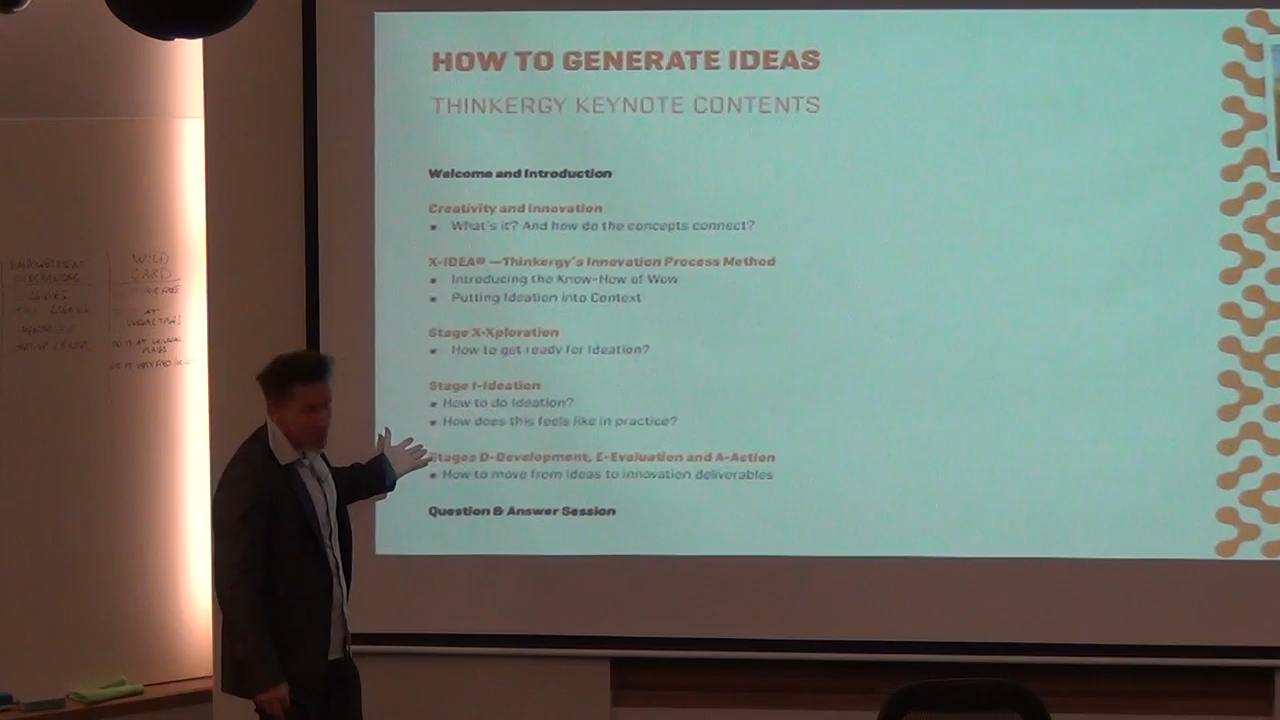 HOW TO GENERATE IDEAS
THINKERGY KEYNOTE CONTENTS
Welcome and Introduction
Creativity and Innovation
• What's it? And how do the concepts connect?
X-IDEA® —Thinkergy's Innovation Process Method
• Introducing the Know-How of Wow
• Putting Ideation into Context
Stage X-Xploration
• How to get ready for Ideation?
Stage I-Ideation
• How to do Ideation?
• How does this feels like in practice?
Stages D-Development, E-Evaluation and A-Action
• How to move from ideas to innovation deliverables
Question & Answer Session
EMPOWERMENT
WILD
CARD